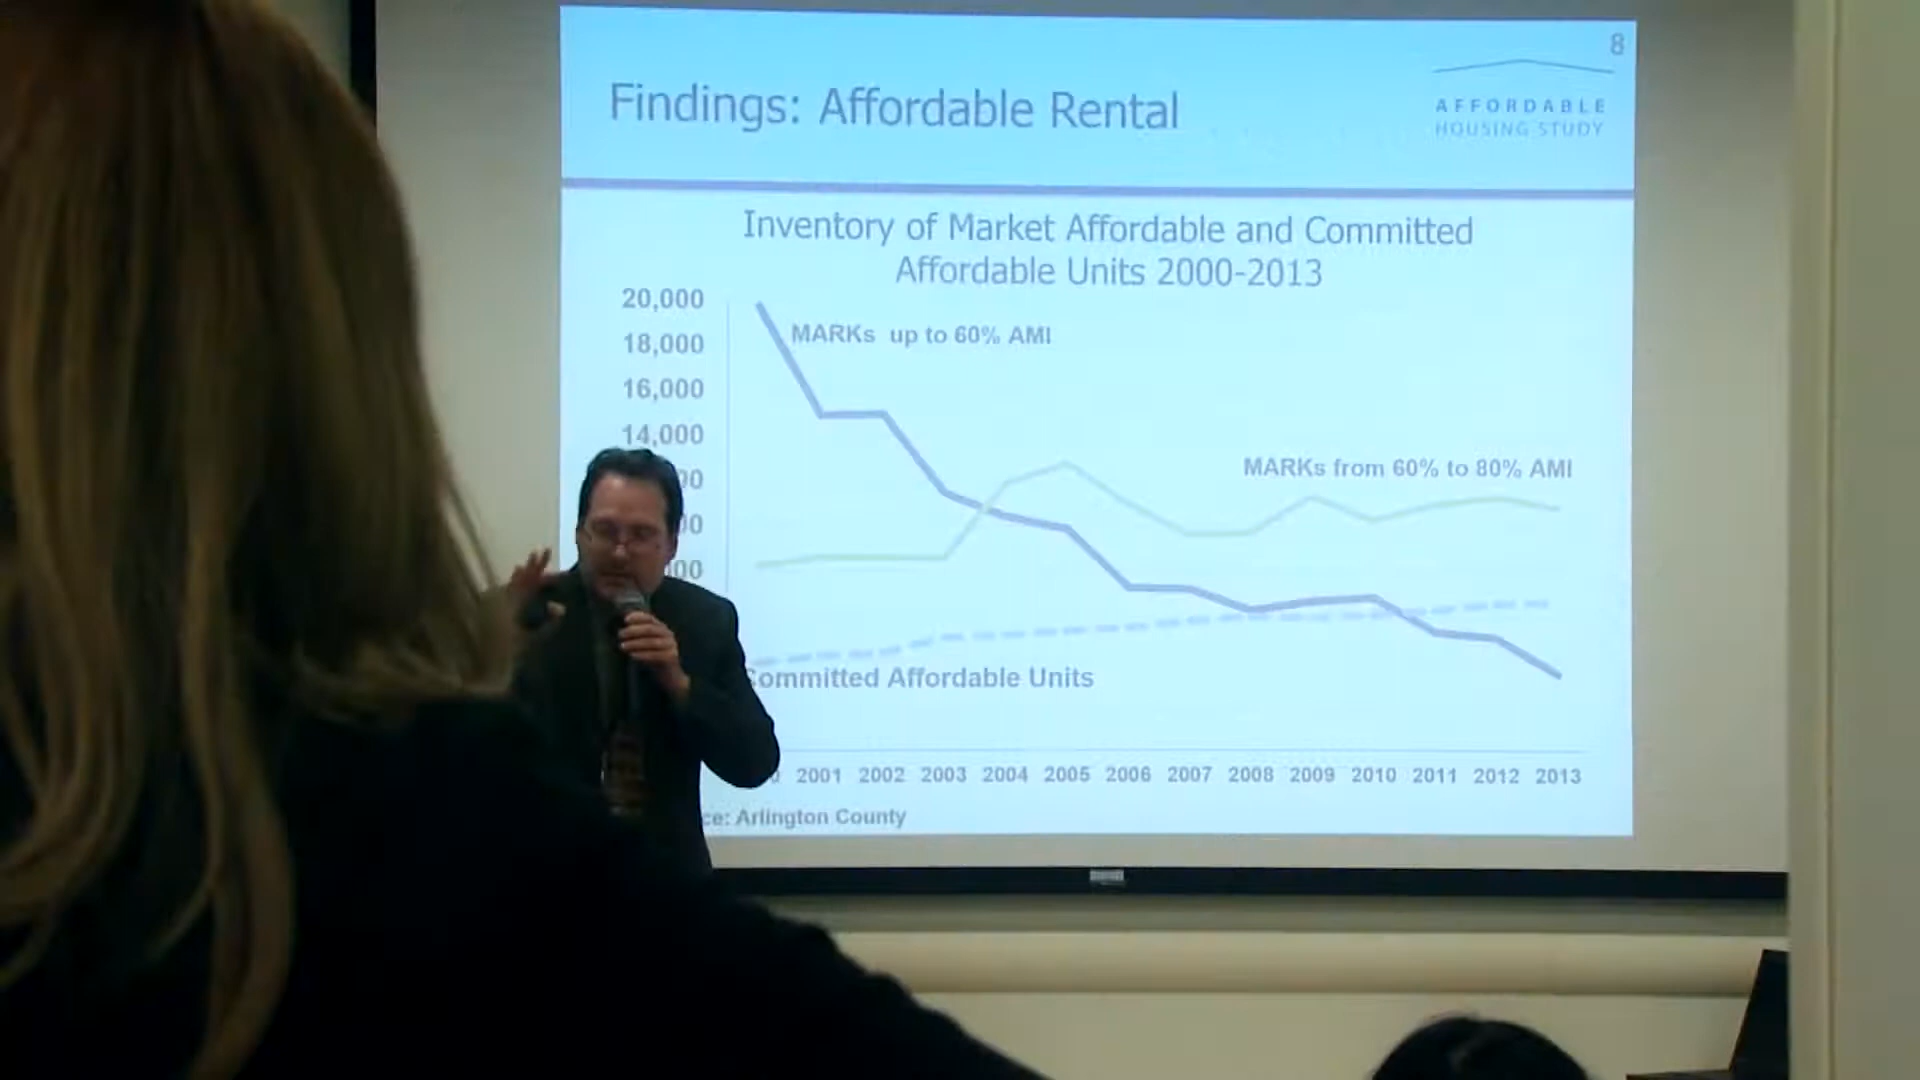 8
Findings: Affordable Rental
AFFORDABLE
HOUSING STUDY
Inventory of Market Affordable and Committed
Affordable Units 2000-2013
20,000
18,000
16,000
14,000
MARKs up to 60% AMI
MARKs from 60% to 80% AMI
Committed Affordable Units
2001 2002 2003 2004 2005 2006 2007 2008 2009 2010 2011 2012 2013
Arlington County